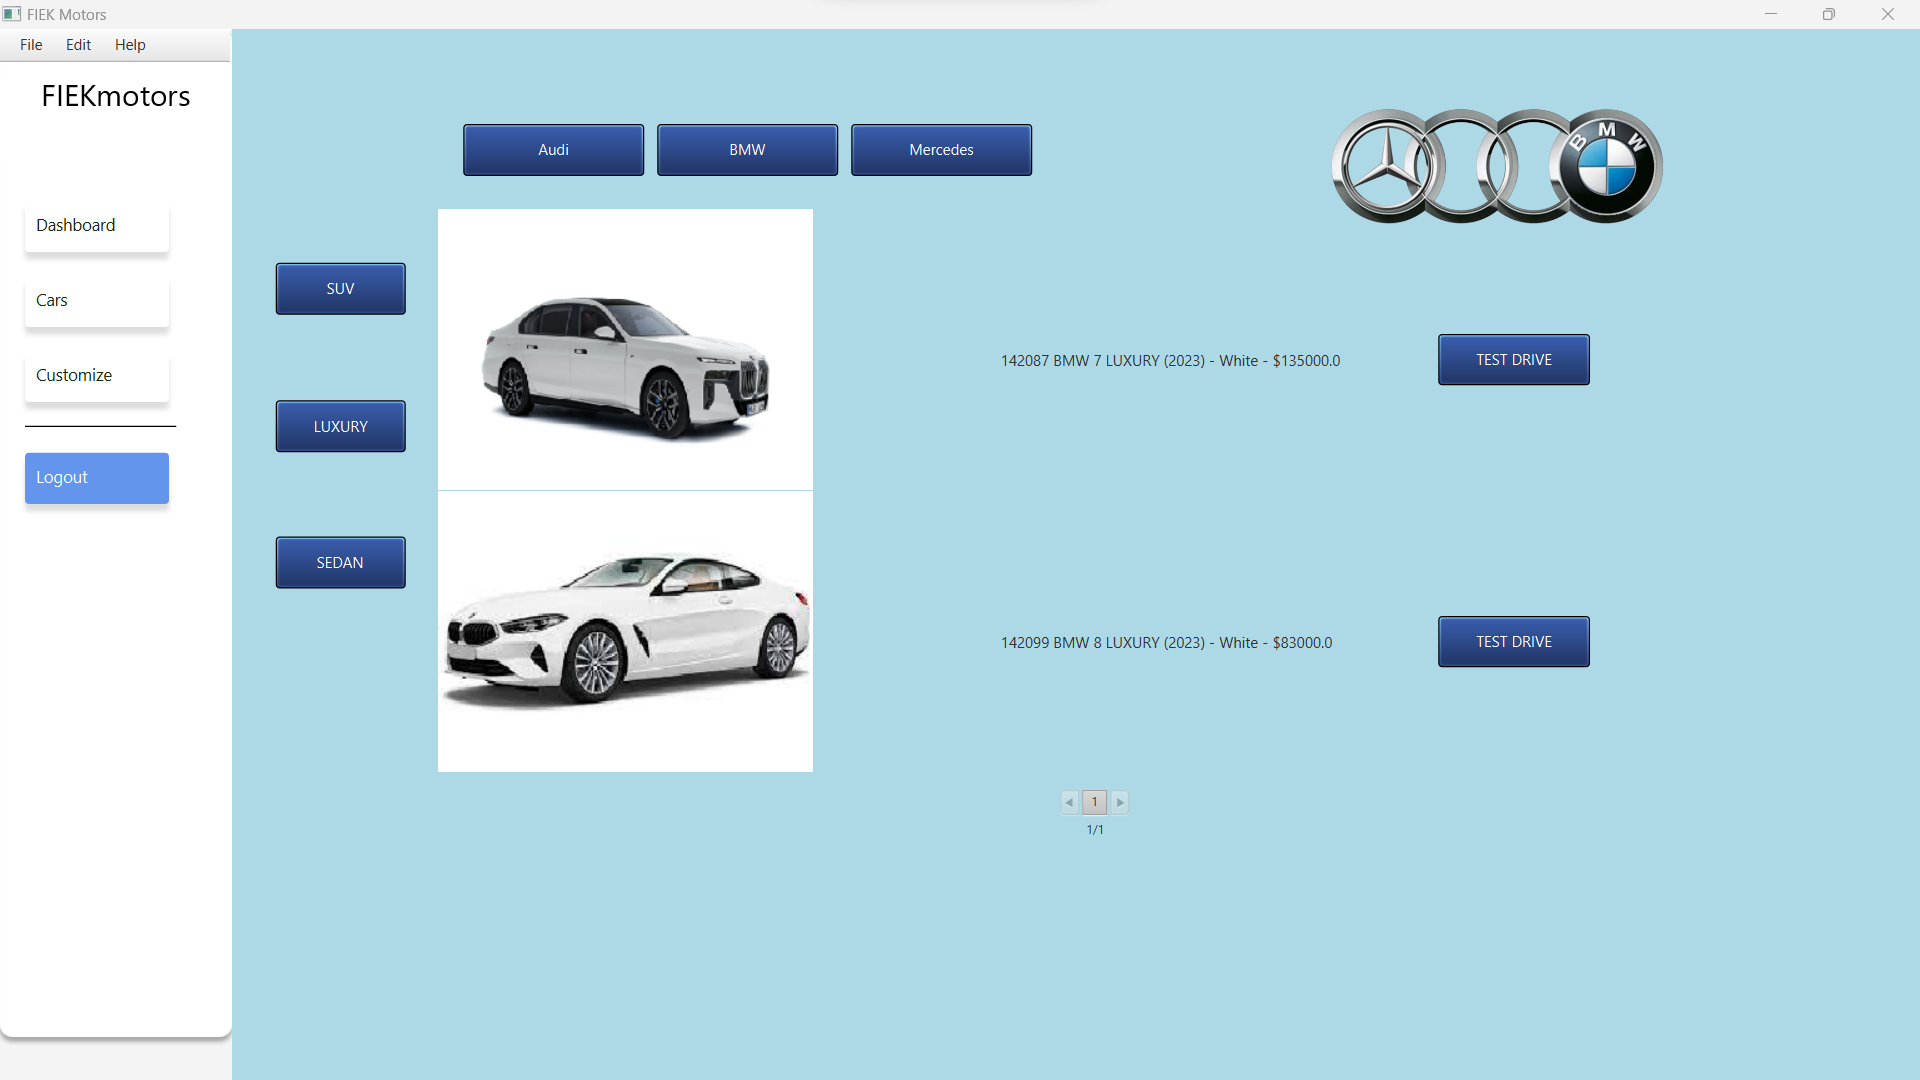 FIEK Motors
File Edit Help
FIEKmotors
Dashboard
Cars
Customize
Logout
Audi BMW Mercedes
BMW
SUV
LUXURY
SEDAN
142087 BMW 7 LUXURY (2023) - White - $135000.0
TEST DRIVE
142099 BMW 8 LUXURY (2023) - White - $83000.0
TEST DRIVE
1
1/1